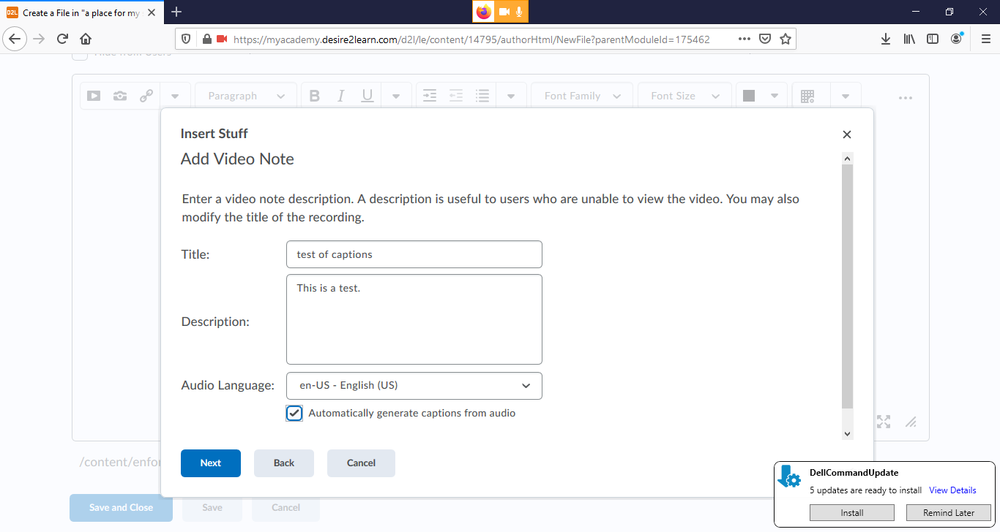 D2L Create a File in "a place for my
https://myacademy.desire2learn.com/d2l/le/content/14795/authorHtml/NewFile?parentModuleId=175462
Hide from Users
Paragraph
B I U
Font Family
Font Size
Insert Stuff
Add Video Note
Enter a video note description. A description is useful to users who are unable to view the video. You may also
modify the title of the recording.
Title:
test of captions
This is a test.
Description:
Audio Language:
en-US - English (US)
Automatically generate captions from audio
Next
Back
Cancel
/content/enfor
DellCommandUpdate
5 updates are ready to install View Details
Install
Remind Later
Save and Close
Save
Cancel